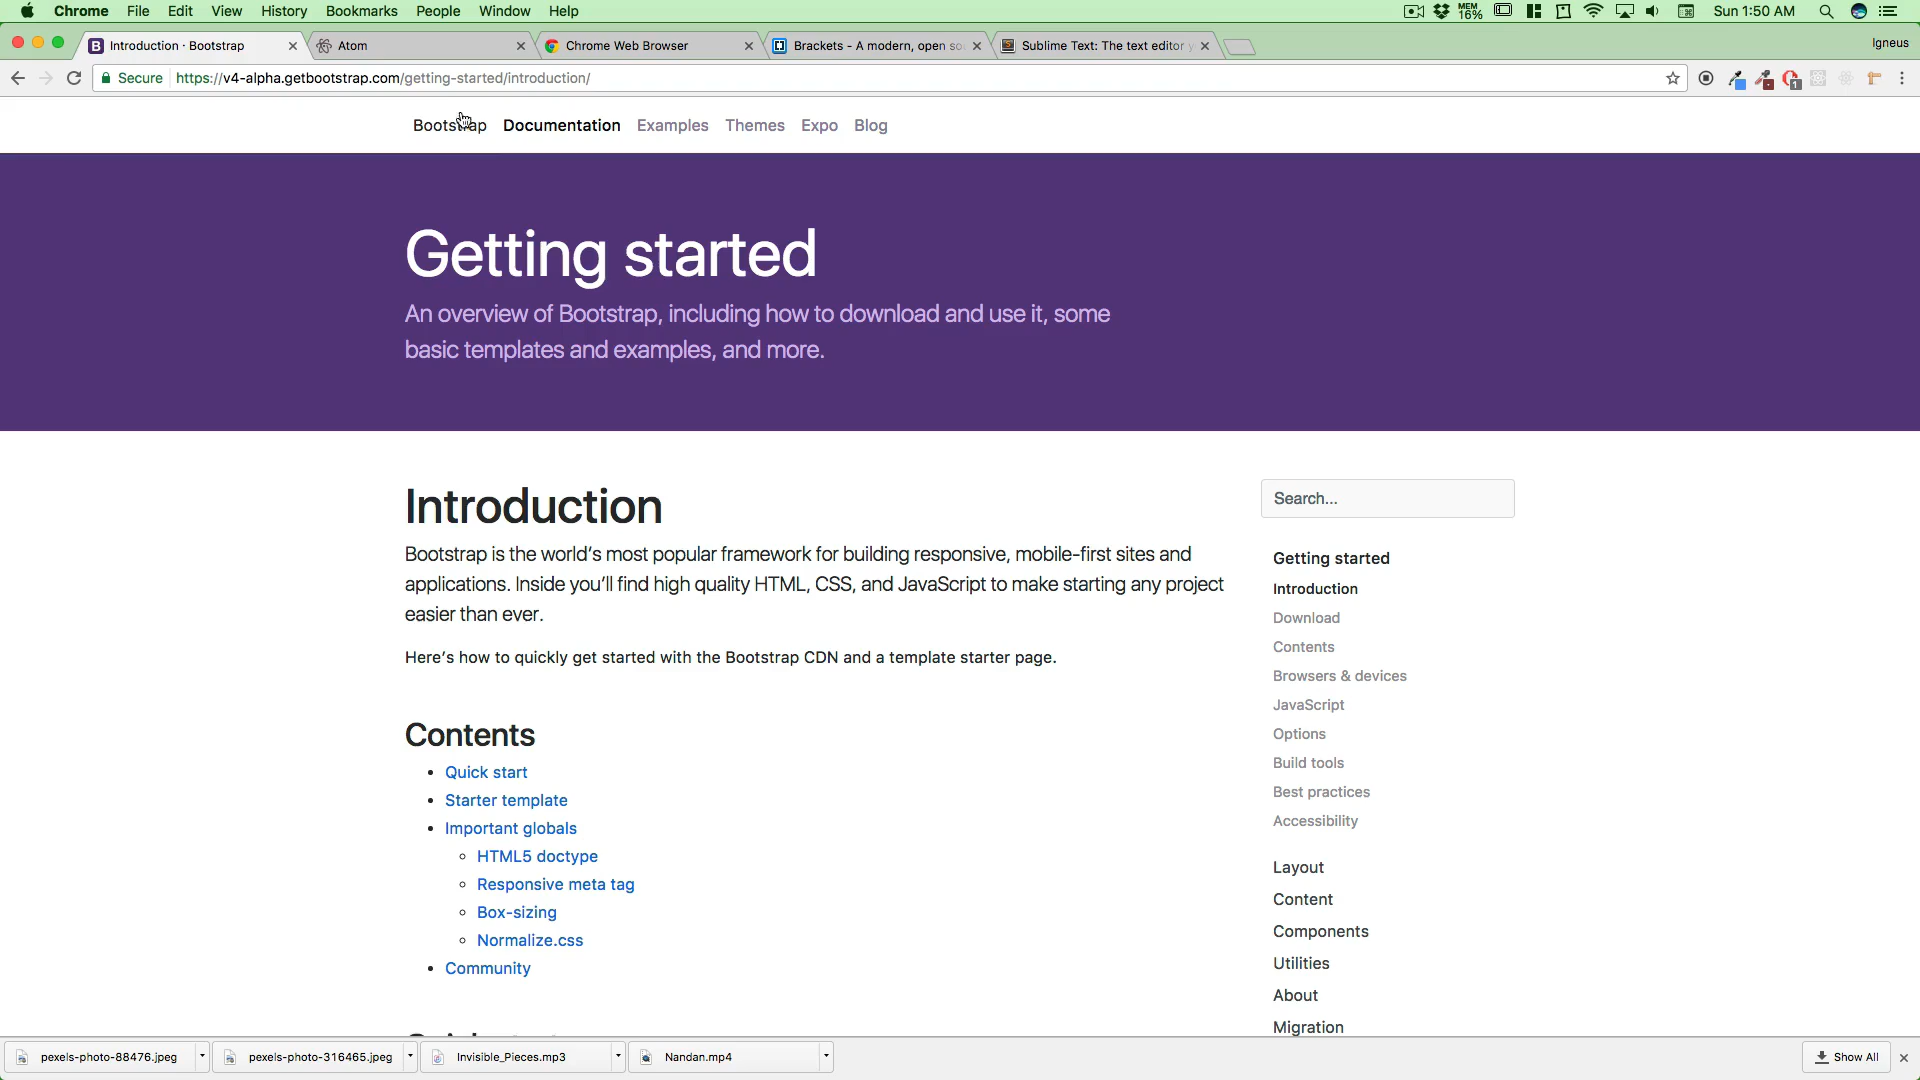 Chrome File Edit View History Bookmarks People Window Help MEM 16% Sun 1:50 AM
Introduction · Bootstrap Atom Chrome Web Browser Brackets - A modern, open so Sublime Text: The text editor y Igneus
Secure https://v4-alpha.getbootstrap.com/getting-started/introduction/
Bootstrap Documentation Examples Themes Expo Blog
Getting started
An overview of Bootstrap, including how to download and use it, some
basic templates and examples, and more.
Introduction
Bootstrap is the world’s most popular framework for building responsive, mobile-first sites and
applications. Inside you’ll find high quality HTML, CSS, and JavaScript to make starting any project
easier than ever.
Here’s how to quickly get started with the Bootstrap CDN and a template starter page.
Contents
Quick start
Starter template
Important globals
HTML5 doctype
Responsive meta tag
Box-sizing
Normalize.css
Community
Search...
Getting started
Introduction
Download
Contents
Browsers & devices
JavaScript
Options
Build tools
Best practices
Accessibility
Layout
Content
Components
Utilities
About
Migration
pexels-photo-88476.jpeg pexels-photo-316465.jpeg Invisible_Pieces.mp3 Nandan.mp4 Show All